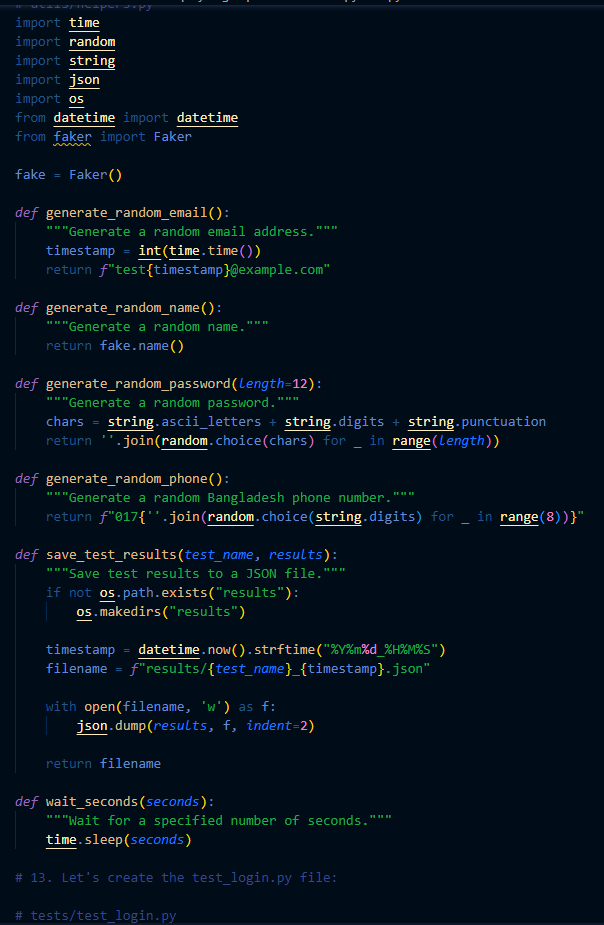 # utils/helpers.py
import time
import random
import string
import json
import os
from datetime import datetime
from faker import Faker

fake = Faker()

def generate_random_email():
    """Generate a random email address."""
    timestamp = int(time.time())
    return f"test{timestamp}@example.com"

def generate_random_name():
    """Generate a random name."""
    return fake.name()

def generate_random_password(length=12):
    """Generate a random password."""
    chars = string.ascii_letters + string.digits + string.punctuation
    return ''.join(random.choice(chars) for _ in range(length))

def generate_random_phone():
    """Generate a random Bangladesh phone number."""
    return f"017{''.join(random.choice(string.digits) for _ in range(8))}"

def save_test_results(test_name, results):
    """Save test results to a JSON file."""
    if not os.path.exists("results"):
        os.makedirs("results")

    timestamp = datetime.now().strftime("%Y%m%d_%H%M%S")
    filename = f"results/{test_name}_{timestamp}.json"

    with open(filename, 'w') as f:
        json.dump(results, f, indent=2)

    return filename

def wait_seconds(seconds):
    """Wait for a specified number of seconds."""
    time.sleep(seconds)

# 13. Let's create the test_login.py file:

# tests/test_login.py